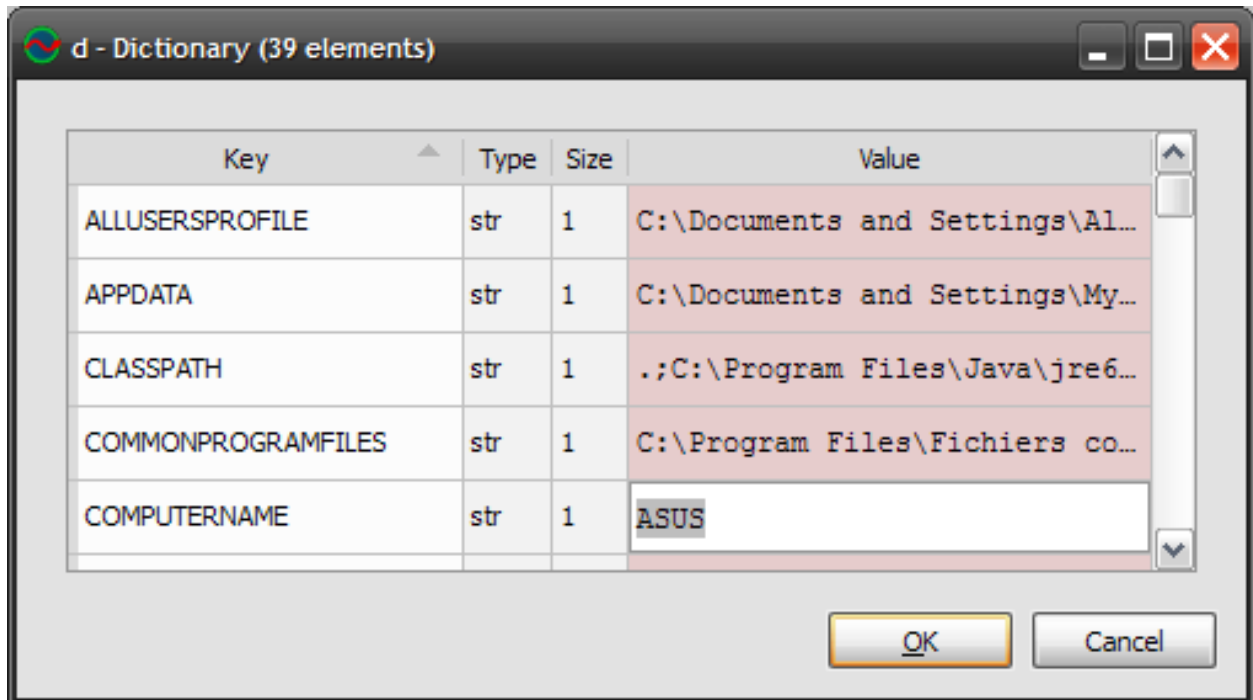 d - Dictionary (39 elements)
Key Type Size Value
ALLUSERSPROFILE str 1 C:\Documents and Settings\Al…
APPDATA str 1 C:\Documents and Settings\My…
CLASSPATH str 1 .;C:\Program Files\Java\jre6…
COMMONPROGRAMFILES str 1 C:\Program Files\Fichiers co…
COMPUTERNAME str 1 ASUS
OK Cancel